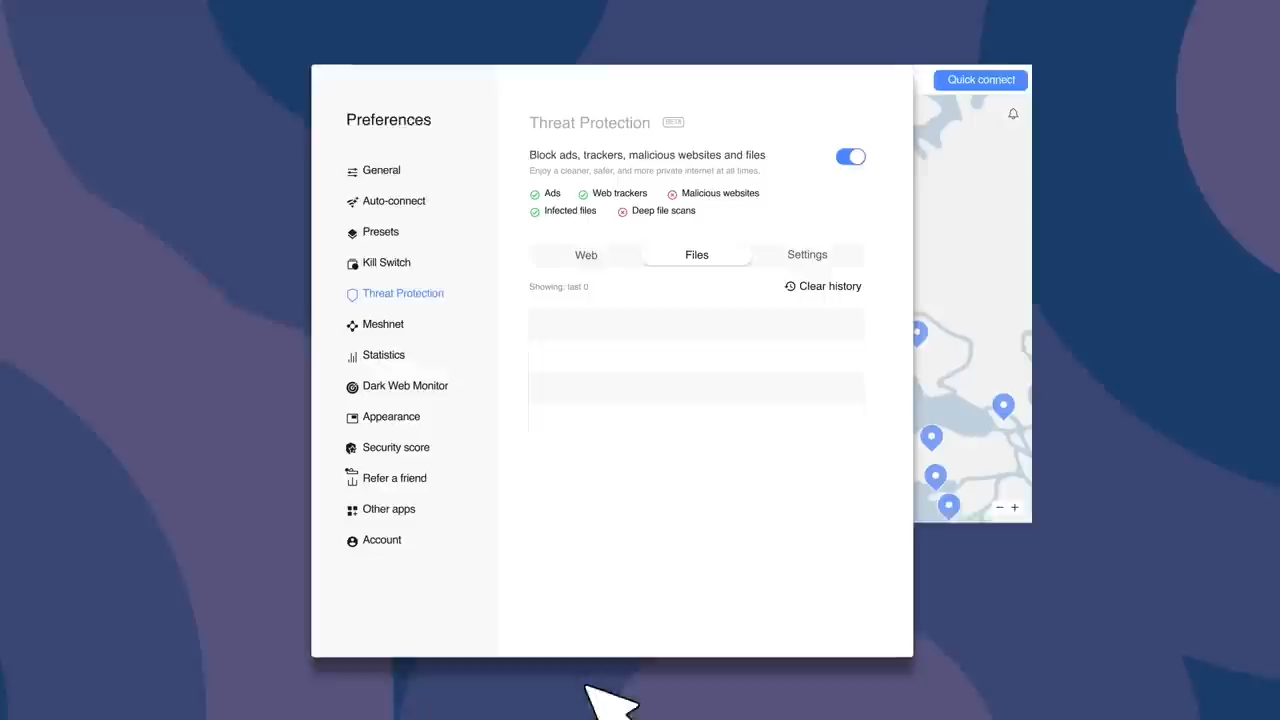 Quick connect
Preferences
General
Auto-connect
Presets
Kill Switch
Threat Protection
Meshnet
Statistics
Dark Web Monitor
Appearance
Security score
Refer a friend
Other apps
Account
Threat Protection BETA
Block ads, trackers, malicious websites and files
Enjoy a cleaner, safer, and more private internet at all times.
Ads Web trackers Malicious websites
Infected files Deep file scans
Web Files Settings
Showing: last 0 Clear history